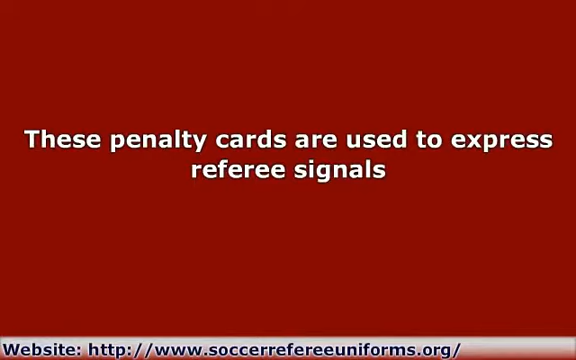 These penalty cards are used to express
referee signals
Website: http://www.soccerrefereeuniforms.org/